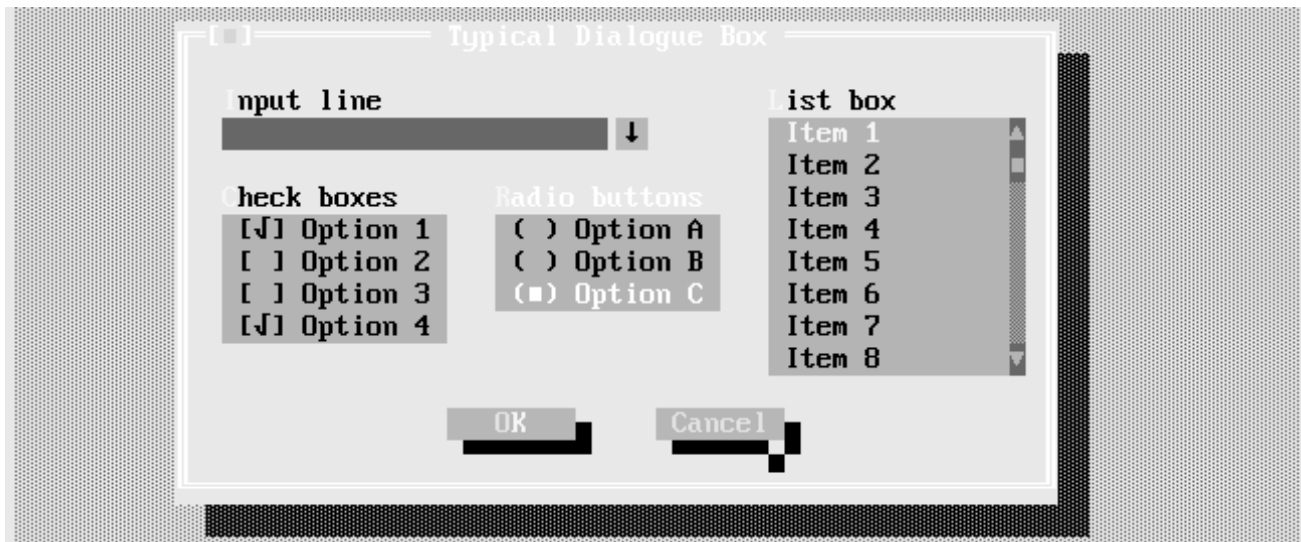 [■] Typical Dialogue Box
Input line
↓
Check boxes
[√] Option 1
[ ] Option 2
[ ] Option 3
[√] Option 4
Radio buttons
( ) Option A
( ) Option B
(■) Option C
List box
Item 1
Item 2
Item 3
Item 4
Item 5
Item 6
Item 7
Item 8
OK
Cancel